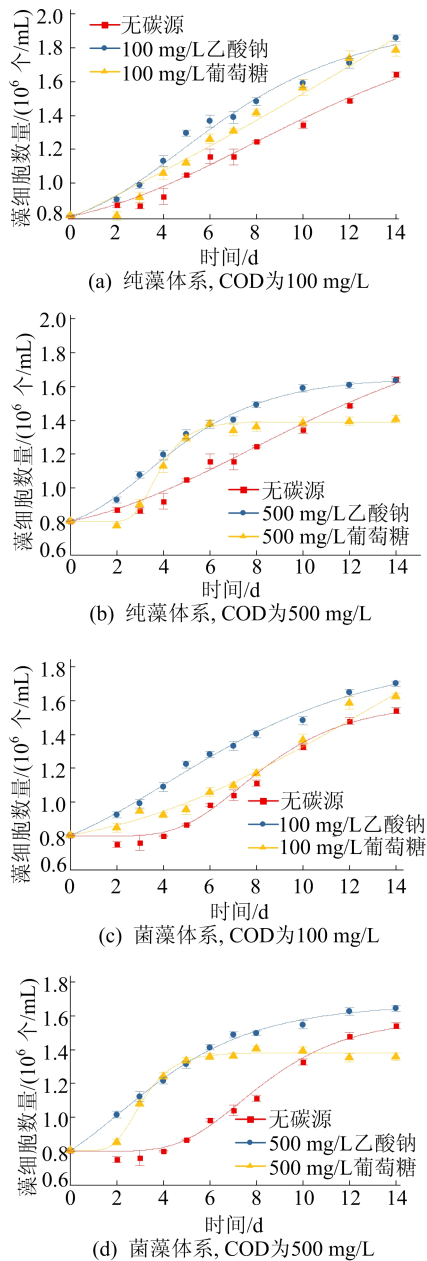 无碳源
100 mg/L乙酸钠
100 mg/L葡萄糖
藻细胞数量/(10⁶ 个/mL)
2.0
1.8
1.6
1.4
1.2
1.0
0.8
0 2 4 6 8 10 12 14
时间/d
(a) 纯藻体系, COD为100 mg/L
藻细胞数量/(10⁶ 个/mL)
2.0
1.8
1.6
1.4
1.2
1.0
0.8
0.6
无碳源
500 mg/L乙酸钠
500 mg/L葡萄糖
0 2 4 6 8 10 12 14
时间/d
(b) 纯藻体系, COD为500 mg/L
藻细胞数量/(10⁶ 个/mL)
1.8
1.6
1.4
1.2
1.0
0.8
0.6
无碳源
100 mg/L乙酸钠
100 mg/L葡萄糖
0 2 4 6 8 10 12 14
时间/d
(c) 菌藻体系, COD为100 mg/L
藻细胞数量/(10⁶ 个/mL)
1.8
1.6
1.4
1.2
1.0
0.8
0.6
无碳源
500 mg/L乙酸钠
500 mg/L葡萄糖
0 2 4 6 8 10 12 14
时间/d
(d) 菌藻体系, COD为500 mg/L